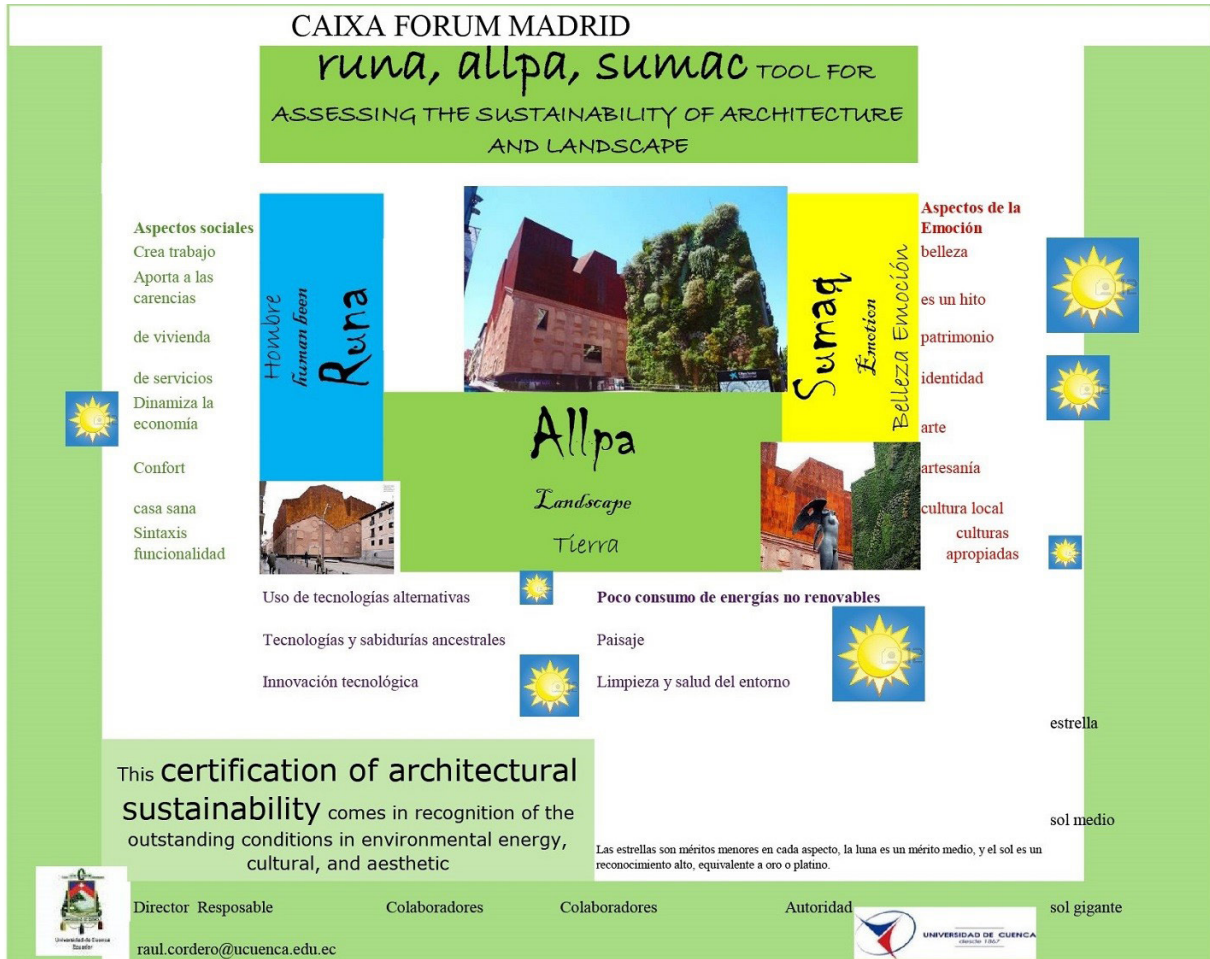 CAIXA FORUM MADRID
runa, allpa, sumac TOOL FOR
ASSESSING THE SUSTAINABILITY OF ARCHITECTURE
AND LANDSCAPE
Aspectos sociales
Crea trabajo
Aporta a las
carencias
de vivienda
de servicios
Dinamiza la
economía
Confort
casa sana
Sintaxis
funcionalidad
Hombre
human been
Runa
Allpa
Landscape
Tierra
Sumaq
Emotion
Belleza Emoción
Aspectos de la
Emoción
belleza
es un hito
patrimonio
identidad
arte
artesanía
cultura local
culturas
apropiadas
Uso de tecnologías alternativas
Poco consumo de energías no renovables
Tecnologías y sabidurías ancestrales
Paisaje
Innovación tecnológica
Limpieza y salud del entorno
estrella
This certification of architectural
sustainability comes in recognition of the
outstanding conditions in environmental energy,
cultural, and aesthetic
sol medio
Las estrellas son méritos menores en cada aspecto, la luna es un mérito medio, y el sol es un
reconocimiento alto, equivalente a oro o platino.
Universidad de Cuenca
Ecuador
Director Resposable
Colaboradores
Colaboradores
Autoridad
sol gigante
raul.cordero@ucuenca.edu.ec
UNIVERSIDAD DE CUENCA
desde 1867